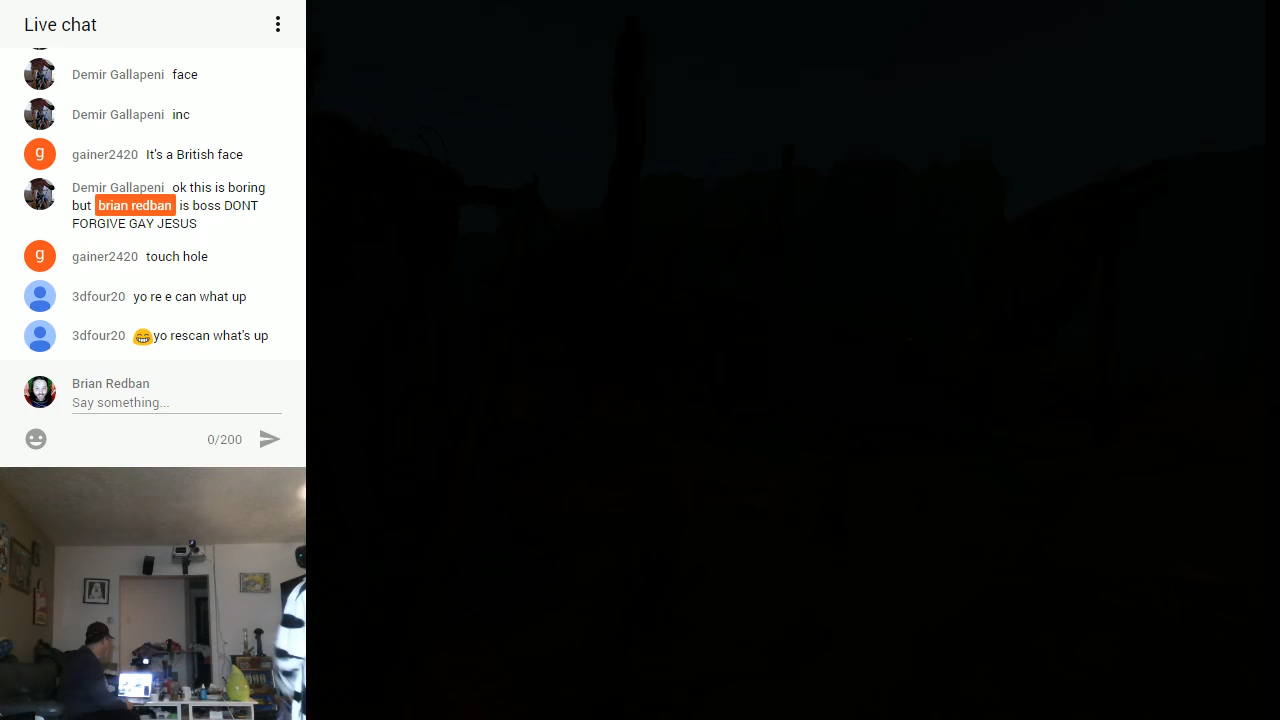 Live chat
Demir Gallapeni face
Demir Gallapeni inc
g
gainer2420 It's a British face
Demir Gallapeni ok this is boring
but brian redban is boss DONT
FORGIVE GAY JESUS
g
gainer2420 touch hole
3dfour20 yo re e can what up
3dfour20 😁yo rescan what's up
Brian Redban
Say something...
0/200